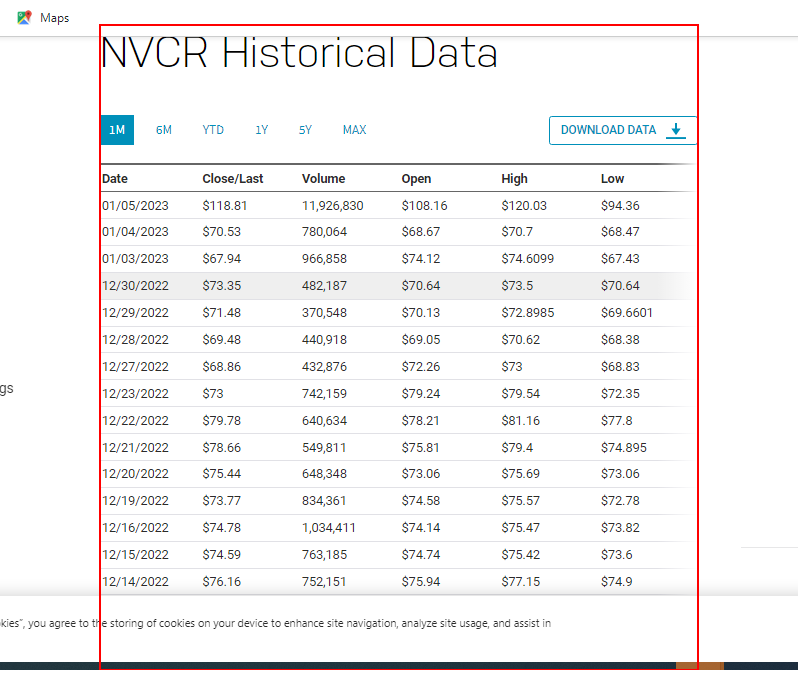 Maps
NVCR Historical Data
1M 6M YTD 1Y 5Y MAX DOWNLOAD DATA
Date Close/Last Volume Open High Low
01/05/2023 $118.81 11,926,830 $108.16 $120.03 $94.36
01/04/2023 $70.53 780,064 $68.67 $70.7 $68.47
01/03/2023 $67.94 966,858 $74.12 $74.6099 $67.43
12/30/2022 $73.35 482,187 $70.64 $73.5 $70.64
12/29/2022 $71.48 370,548 $70.13 $72.8985 $69.6601
12/28/2022 $69.48 440,918 $69.05 $70.62 $68.38
12/27/2022 $68.86 432,876 $72.26 $73 $68.83
gs
12/23/2022 $73 742,159 $79.24 $79.54 $72.35
12/22/2022 $79.78 640,634 $78.21 $81.16 $77.8
12/21/2022 $78.66 549,811 $75.81 $79.4 $74.895
12/20/2022 $75.44 648,348 $73.06 $75.69 $73.06
12/19/2022 $73.77 834,361 $74.58 $75.57 $72.78
12/16/2022 $74.78 1,034,411 $74.14 $75.47 $73.82
12/15/2022 $74.59 763,185 $74.74 $75.42 $73.6
12/14/2022 $76.16 752,151 $75.94 $77.15 $74.9
kies", you agree to the storing of cookies on your device to enhance site navigation, analyze site usage, and assist in